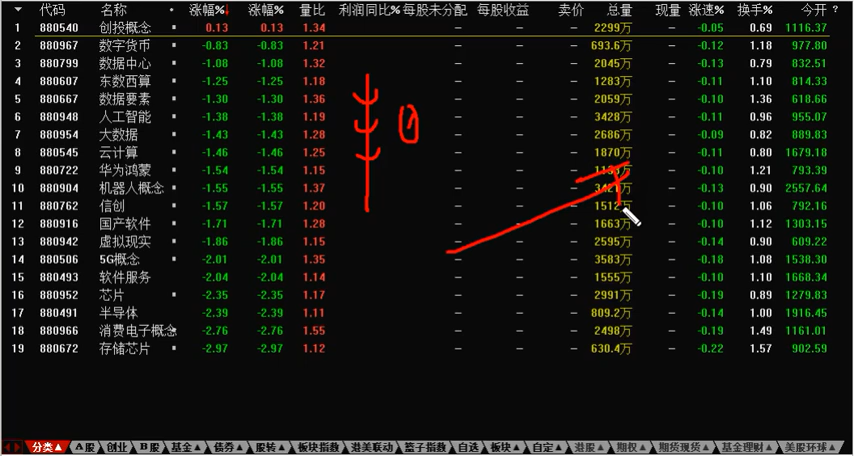 代码 名称 涨幅%↓ 涨幅% 量比 利润同比% 每股未分配 每股收益 卖价 总量 现量 涨速% 换手% 今开 ?
1 880540 创投概念 0.13 0.13 1.34 – – – 2299万 – -0.05 0.69 1116.37
2 880967 数字货币 -0.83 -0.83 1.21 – – – 693.6万 – -0.12 1.18 977.80
3 880799 数据中心 -1.08 -1.08 1.32 – – – 2045万 – -0.13 0.79 832.51
4 880607 东数西算 -1.25 -1.25 1.18 – – – 1283万 – -0.11 1.10 814.33
5 880667 数据要素 -1.30 -1.30 1.36 – – – 2059万 – -0.10 1.36 618.66
6 880948 人工智能 -1.38 -1.38 1.19 – – – 3428万 – -0.11 0.96 955.07
7 880954 大数据 -1.43 -1.43 1.28 – – – 2686万 – -0.09 0.82 889.83
8 880545 云计算 -1.46 -1.46 1.25 – – – 1870万 – -0.11 0.80 1679.18
9 880722 华为鸿蒙 -1.54 -1.54 1.15 – – – – -0.10 1.21 793.39
10 880904 机器人概念 -1.55 -1.55 1.37 – – – 3421万 – -0.13 0.90 2557.64
11 880762 信创 -1.57 -1.57 1.20 – – – 1512万 – -0.10 1.06 792.16
12 880916 国产软件 -1.71 -1.71 1.28 – – – 1663万 – -0.10 1.12 1303.15
13 880942 虚拟现实 -1.86 -1.86 1.15 – – – 2595万 – -0.14 0.90 609.22
14 880506 5G概念 -2.01 -2.01 1.35 – – – 3583万 – -0.18 1.08 1538.30
15 880493 软件服务 -2.04 -2.04 1.14 – – – 1555万 – -0.10 1.10 1668.34
16 880952 芯片 -2.35 -2.35 1.17 – – – 2991万 – -0.19 0.89 1279.83
17 880491 半导体 -2.39 -2.39 1.11 – – – 809.2万 – -0.14 1.00 1916.45
18 880966 消费电子概念 -2.76 -2.76 1.55 – – – 2498万 – -0.19 1.49 1161.01
19 880672 存储芯片 -2.97 -2.97 1.12 – – – 630.4万 – -0.22 1.57 902.59
分类▲ A股 创业 B股 基金▲ 债券▲ 股转▲ 板块指数 港美联动 篮子指数 自选 板块▲ 自定▲ 港股▲ 期权▲ 期货现货▲ 基金理财▲ 美股环球▲